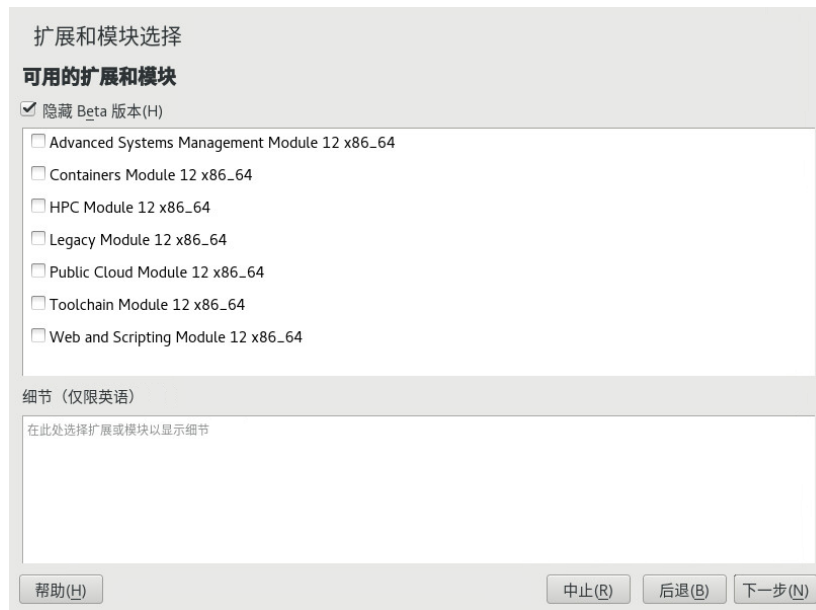 扩展和模块选择
可用的扩展和模块
隐藏 Beta 版本(H)
Advanced Systems Management Module 12 x86_64
Containers Module 12 x86_64
HPC Module 12 x86_64
Legacy Module 12 x86_64
Public Cloud Module 12 x86_64
Toolchain Module 12 x86_64
Web and Scripting Module 12 x86_64
细节（仅限英语）
在此处选择扩展或模块以显示细节
帮助(H) 中止(R) 后退(B) 下一步(N)